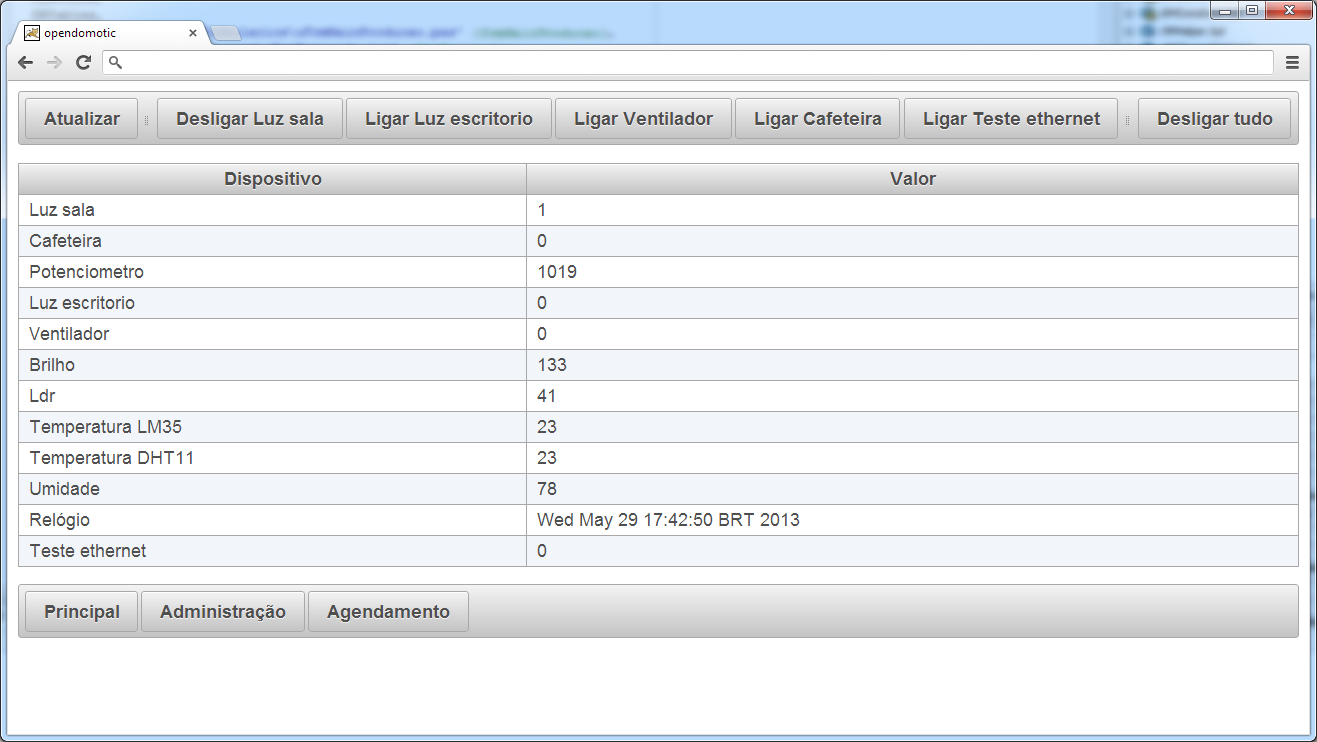 opendomotic
Atualizar Desligar Luz sala Ligar Luz escritorio Ligar Ventilador Ligar Cafeteira Ligar Teste ethernet Desligar tudo
Dispositivo Valor
Luz sala 1
Cafeteira 0
Potenciometro 1019
Luz escritorio 0
Ventilador 0
Brilho 133
Ldr 41
Temperatura LM35 23
Temperatura DHT11 23
Umidade 78
Relógio Wed May 29 17:42:50 BRT 2013
Teste ethernet 0
Principal Administração Agendamento